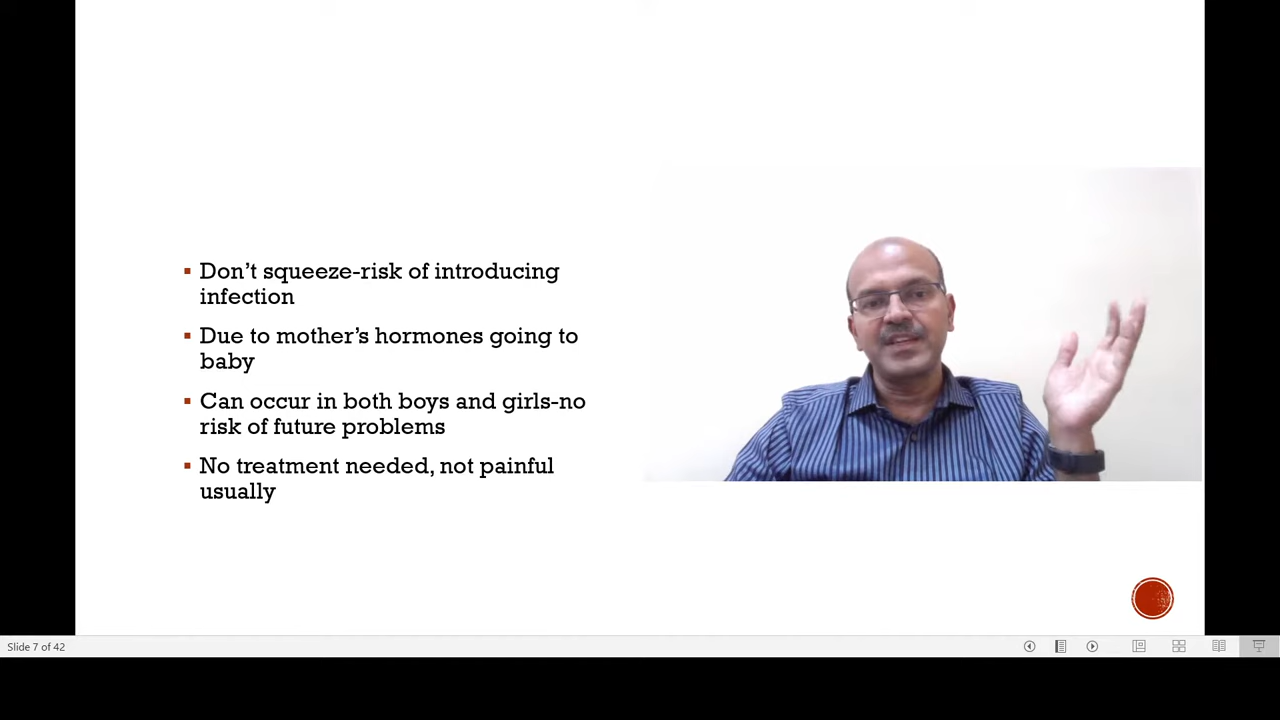 Don’t squeeze-risk of introducing
infection
Due to mother’s hormones going to
baby
Can occur in both boys and girls-no
risk of future problems
No treatment needed, not painful
usually
Slide 7 of 42